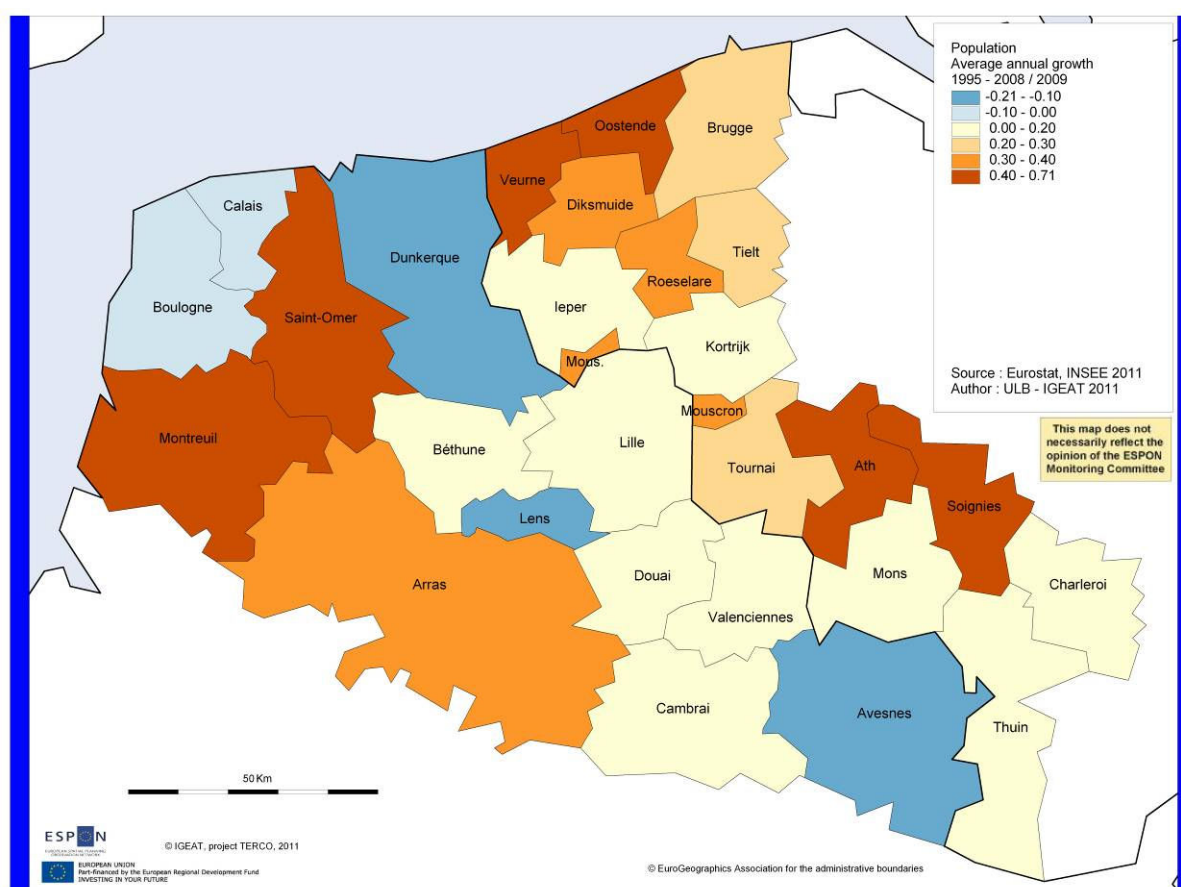 Population
Average annual growth
1995 - 2008 / 2009
-0.21 - -0.10
-0.10 - 0.00
0.00 - 0.20
0.20 - 0.30
0.30 - 0.40
0.40 - 0.71
Source : Eurostat, INSEE 2011
Author : ULB - IGEAT 2011
This map does not
necessarily reflect the
opinion of the ESPON
Monitoring Committee
Oostende
Brugge
Veurne
Calais
Diksmuide
Dunkerque
Tielt
Roeselare
Boulogne
Ieper
Saint-Omer
Kortrijk
Mous.
Mouscron
Montreuil
Béthune
Lille
Tournai
Ath
Soignies
Lens
Arras
Douai
Mons
Charleroi
Valenciennes
Cambrai
Avesnes
Thuin
50 Km
ESPON
© IGEAT, project TERCO, 2011
EUROPEAN UNION
Part-financed by the European Regional Development Fund
INVESTING IN YOUR FUTURE
© EuroGeographics Association for the administrative boundaries